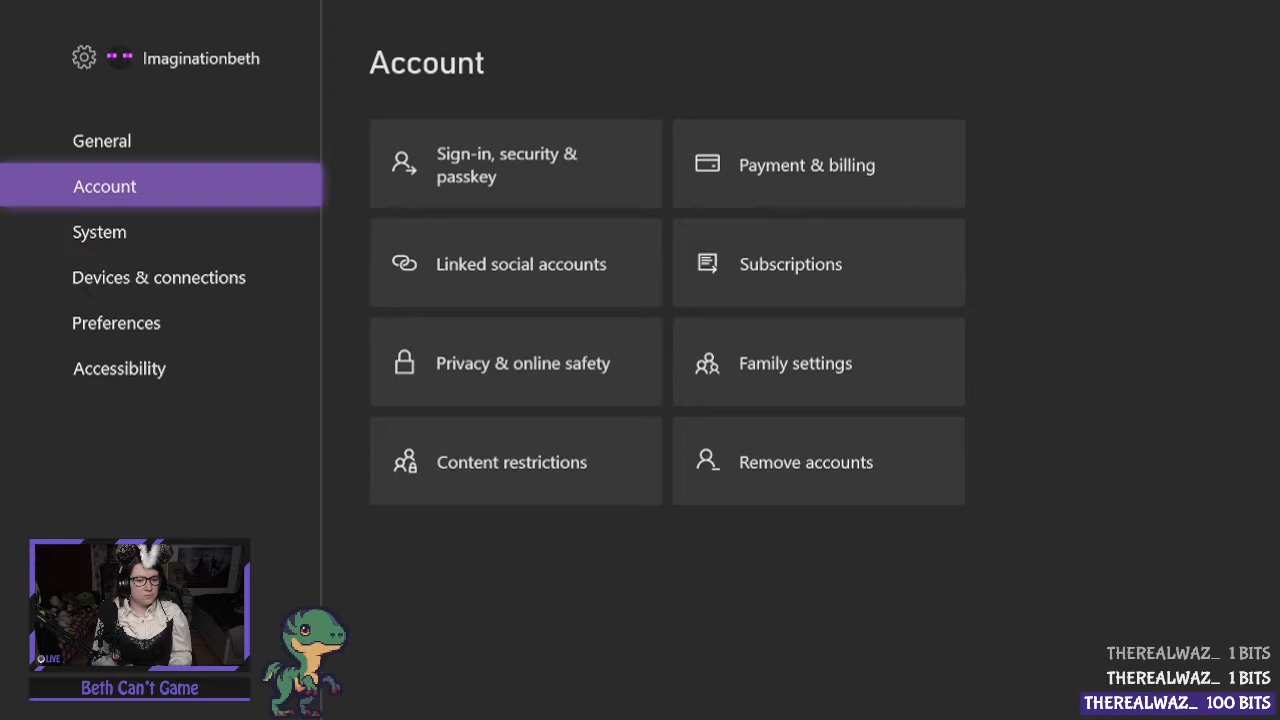 Imaginationbeth
General
Account
System
Devices & connections
Preferences
Accessibility
Account
Sign-in, security &
passkey
Payment & billing
Linked social accounts
Subscriptions
Privacy & online safety
Family settings
Content restrictions
Remove accounts
LIVE
Beth Can't Game
THEREALWAZ_ 1 BITS
THEREALWAZ_ 1 BITS
THEREALWAZ_ 100 BITS